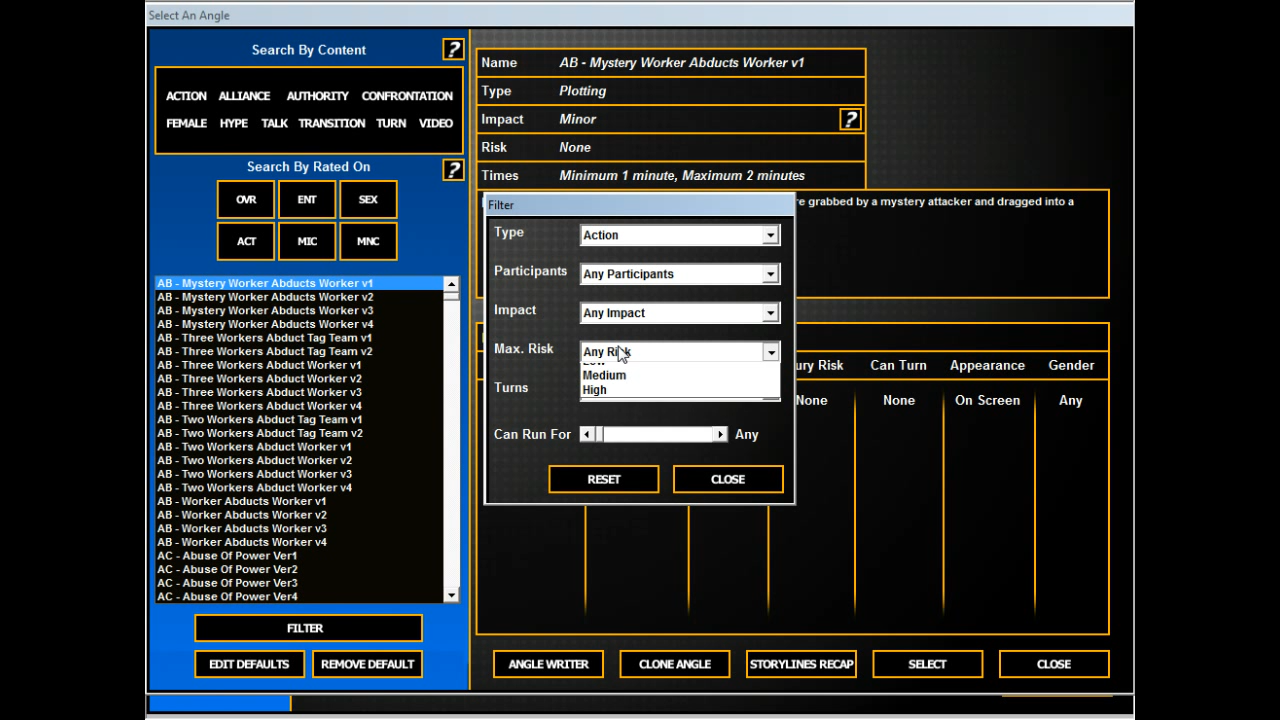 Select An Angle
Search By Content
?
ACTION ALLIANCE AUTHORITY CONFRONTATION
FEMALE HYPE TALK TRANSITION TURN VIDEO
Search By Rated On
?
OVR ENT SEX
ACT MIC MNC
AB - Mystery Worker Abducts Worker v1
AB - Mystery Worker Abducts Worker v2
AB - Mystery Worker Abducts Worker v3
AB - Mystery Worker Abducts Worker v4
AB - Three Workers Abduct Tag Team v1
AB - Three Workers Abduct Tag Team v2
AB - Three Workers Abduct Worker v1
AB - Three Workers Abduct Worker v2
AB - Three Workers Abduct Worker v3
AB - Three Workers Abduct Worker v4
AB - Two Workers Abduct Tag Team v1
AB - Two Workers Abduct Tag Team v2
AB - Two Workers Abduct Worker v1
AB - Two Workers Abduct Worker v2
AB - Two Workers Abduct Worker v3
AB - Two Workers Abduct Worker v4
AB - Worker Abducts Worker v1
AB - Worker Abducts Worker v2
AB - Worker Abducts Worker v3
AB - Worker Abducts Worker v4
AC - Abuse Of Power Ver1
AC - Abuse Of Power Ver2
AC - Abuse Of Power Ver3
AC - Abuse Of Power Ver4
FILTER
EDIT DEFAULTS REMOVE DEFAULT
Name AB - Mystery Worker Abducts Worker v1
Type Plotting
Impact Minor ?
Risk None
Times Minimum 1 minute, Maximum 2 minutes
grabbed by a mystery attacker and dragged into a
Filter
Type Action
Participants Any Participants
Impact Any Impact
Max. Risk Any Risk
Medium
High
Turns
Can Run For Any
RESET CLOSE
Risk Can Turn Appearance Gender
None None On Screen Any
ANGLE WRITER CLONE ANGLE STORYLINES RECAP SELECT CLOSE